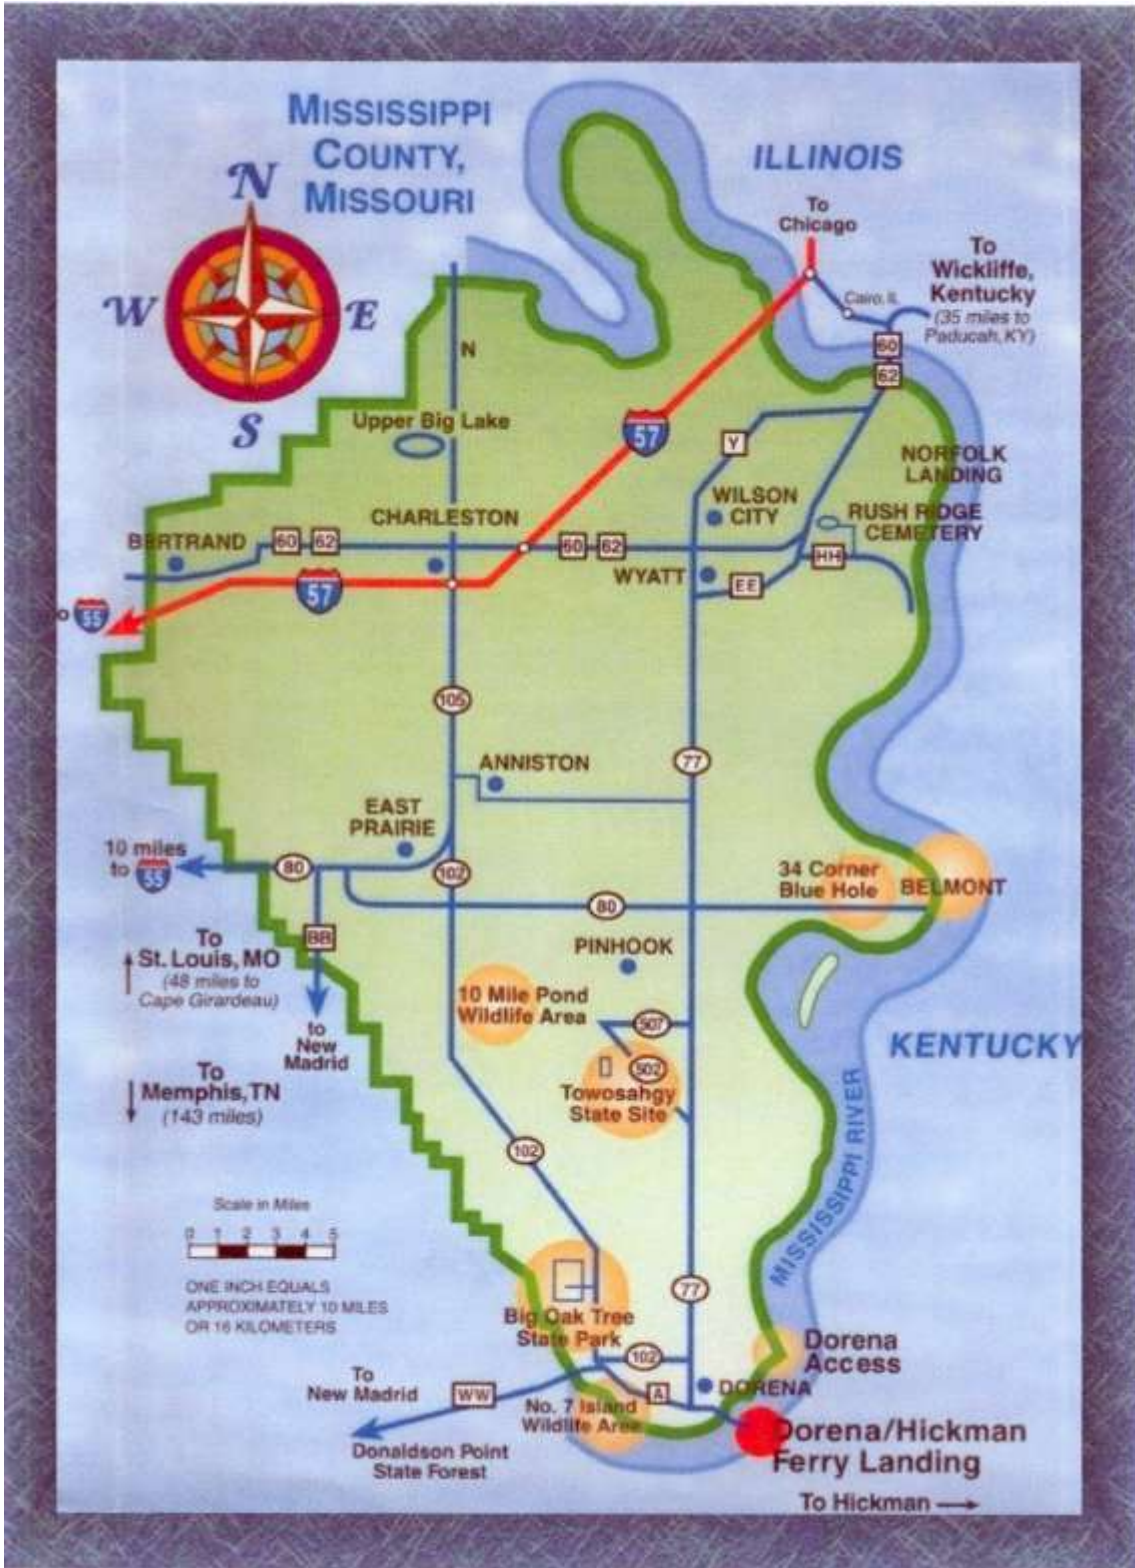 MISSISSIPPI
COUNTY,
MISSOURI
ILLINOIS
N
W
E
S
To
Chicago
To
Wickliffe,
Kentucky
(35 miles to
Paducah, KY)
Cairo, IL
60
62
N
Upper Big Lake
57
Y
NORFOLK
LANDING
WILSON
CITY
RUSH RIDGE
CEMETERY
CHARLESTON
BERTRAND
60
62
60
62
HH
WYATT
EE
57
55
105
77
ANNISTON
EAST
PRAIRIE
10 miles
to
55
80
102
34 Corner
Blue Hole
BELMONT
80
BB
PINHOOK
To
St. Louis, MO
(48 miles to
Cape Girardeau)
10 Mile Pond
Wildlife Area
to
New
Madrid
507
502
KENTUCKY
To
Memphis, TN
(143 miles)
Towosahgy
State Site
102
MISSISSIPPI RIVER
Scale in Miles
0 1 2 3 4 5
ONE INCH EQUALS
APPROXIMATELY 10 MILES
OR 16 KILOMETERS
77
Big Oak Tree
State Park
102
Dorena
Access
To
New Madrid
WW
A
DORENA
No. 7 Island
Wildlife Area
Donaldson Point
State Forest
Dorena/Hickman
Ferry Landing
To Hickman